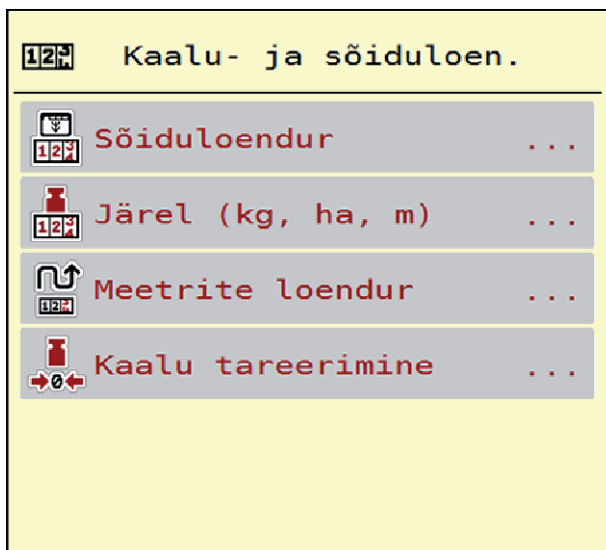 Kaalu- ja sõiduloen.
Sõiduloendur ...
Järel (kg, ha, m) ...
Meetrite loendur ...
Kaalu tareerimine ...